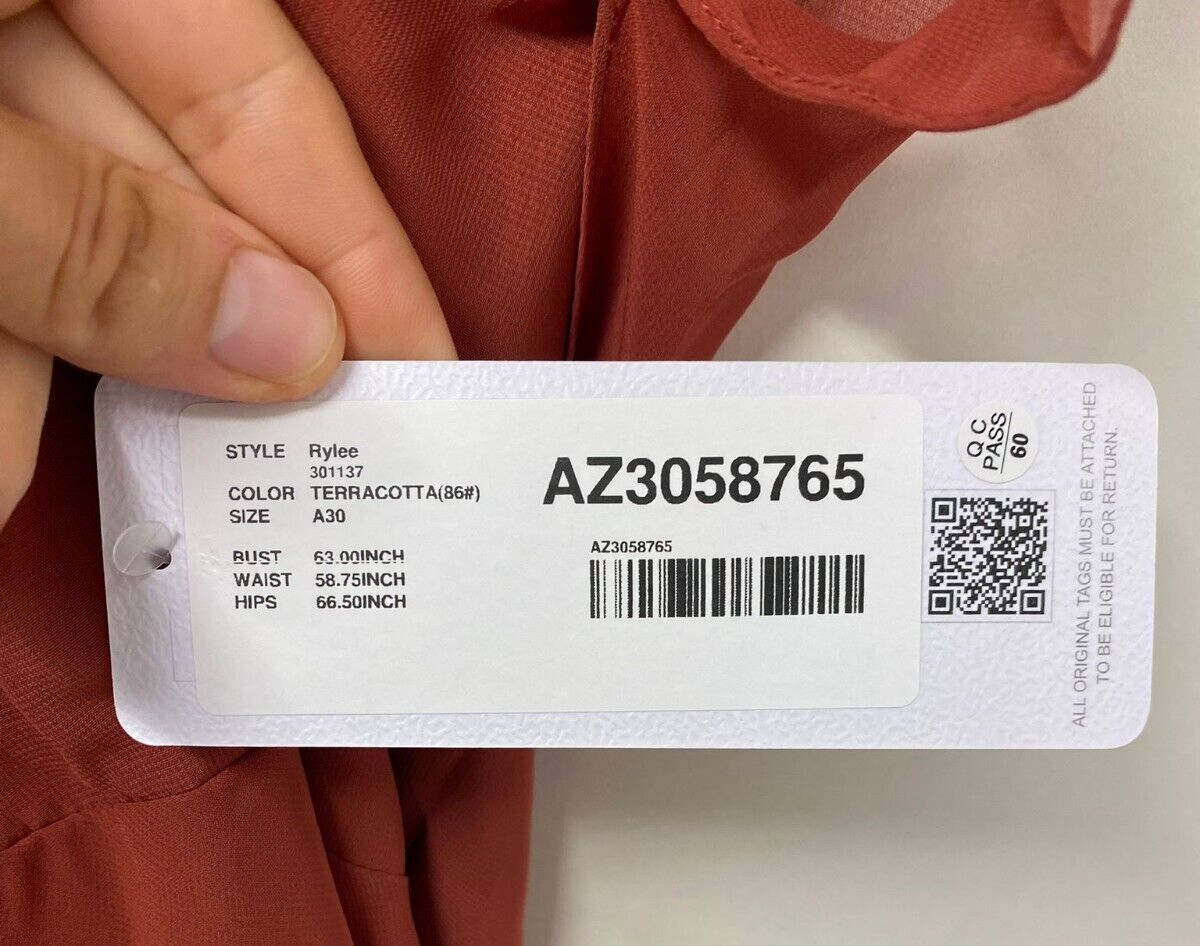 STYLE Rylee
301137
COLOR TERRACOTTA(86#)
SIZE A30
BUST 63.00INCH
WAIST 58.75INCH
HIPS 66.50INCH
AZ3058765
AZ3058765
QC
PASS
60
ALL ORIGINAL TAGS MUST BE ATTACHED
TO BE ELIGIBLE FOR RETURN.